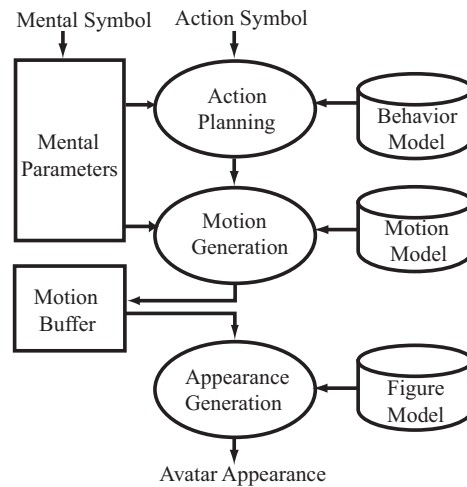 Mental Symbol
Action Symbol
Mental
Parameters
Action
Planning
Behavior
Model
Motion
Generation
Motion
Model
Motion
Buffer
Appearance
Generation
Figure
Model
Avatar Appearance